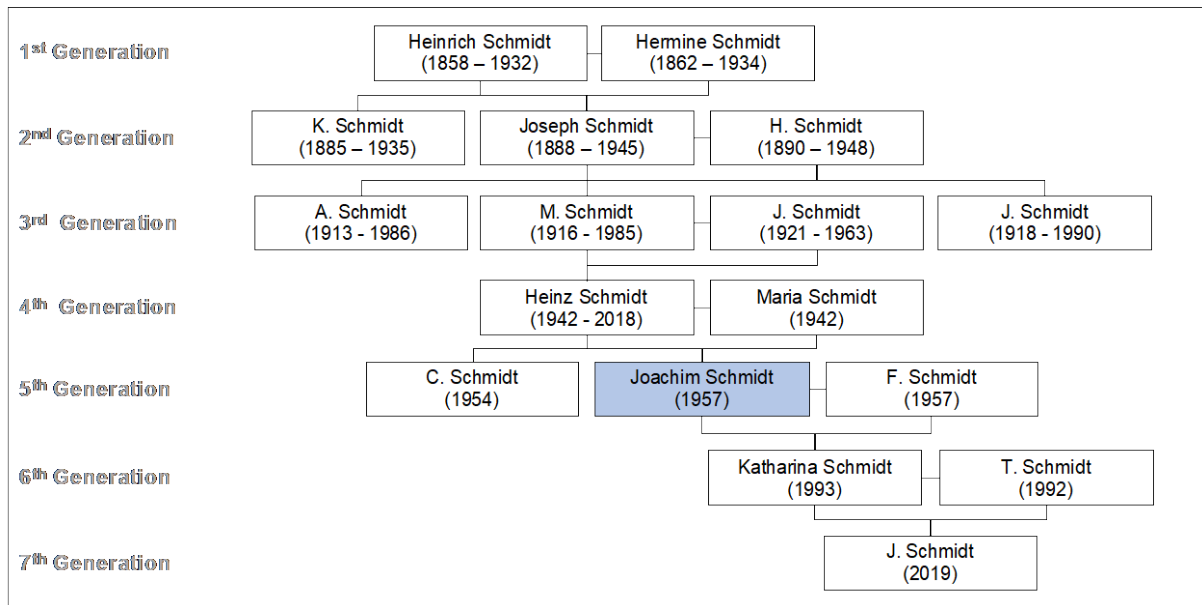 1st Generation
Heinrich Schmidt
(1858 – 1932)
Hermine Schmidt
(1862 – 1934)
2nd Generation
K. Schmidt
(1885 – 1935)
Joseph Schmidt
(1888 – 1945)
H. Schmidt
(1890 – 1948)
3rd Generation
A. Schmidt
(1913 - 1986)
M. Schmidt
(1916 - 1985)
J. Schmidt
(1921 - 1963)
J. Schmidt
(1918 - 1990)
4th Generation
Heinz Schmidt
(1942 - 2018)
Maria Schmidt
(1942)
5th Generation
C. Schmidt
(1954)
Joachim Schmidt
(1957)
F. Schmidt
(1957)
6th Generation
Katharina Schmidt
(1993)
T. Schmidt
(1992)
7th Generation
J. Schmidt
(2019)